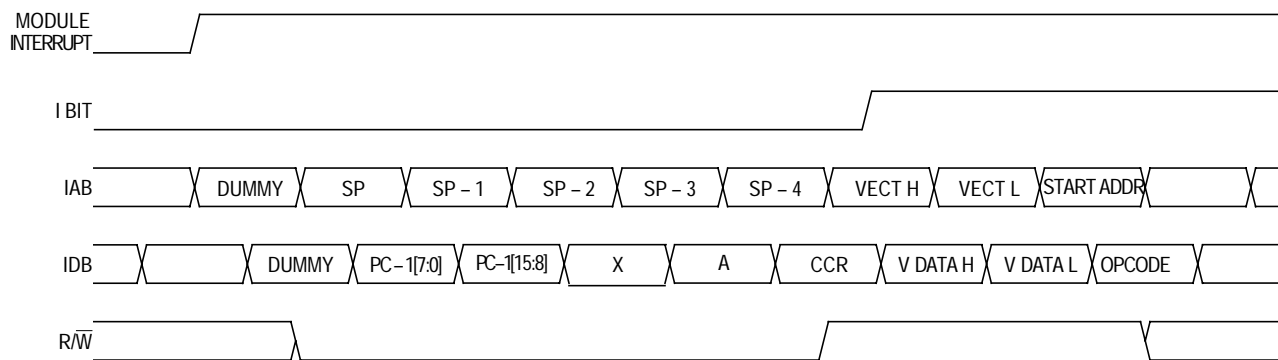 MODULE
INTERRUPT
I BIT
IAB DUMMY SP SP – 1 SP – 2 SP – 3 SP – 4 VECT H VECT L START ADDR
IDB DUMMY PC – 1[7:0] PC–1[15:8] X A CCR V DATA H V DATA L OPCODE
R/W̅